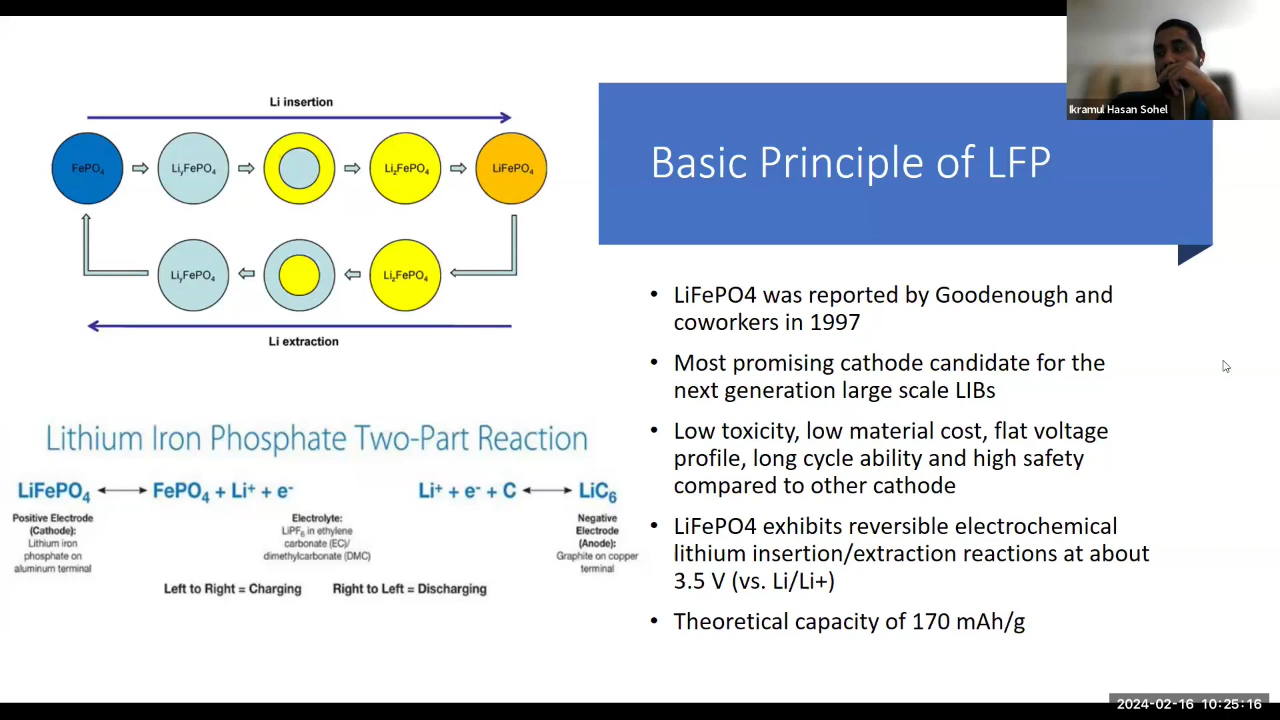 Ikramul Hasan Sohel
Li insertion
FePO₄
LiᵧFePO₄
Li₂FePO₄
LiFePO₄
LiᵧFePO₄
Li₂FePO₄
Li extraction
Lithium Iron Phosphate Two-Part Reaction
LiFePO₄ ⟷ FePO₄ + Li⁺ + e⁻
Li⁺ + e⁻ + C ⟷ LiC₆
Positive Electrode
(Cathode):
Lithium iron
phosphate on
aluminum terminal
Electrolyte:
LiPF₆ in ethylene
carbonate (EC)/
dimethylcarbonate (DMC)
Negative
Electrode
(Anode):
Graphite on copper
terminal
Left to Right = Charging
Right to Left = Discharging
Basic Principle of LFP
• LiFePO4 was reported by Goodenough and
coworkers in 1997
• Most promising cathode candidate for the
next generation large scale LIBs
• Low toxicity, low material cost, flat voltage
profile, long cycle ability and high safety
compared to other cathode
• LiFePO4 exhibits reversible electrochemical
lithium insertion/extraction reactions at about
3.5 V (vs. Li/Li+)
• Theoretical capacity of 170 mAh/g
2024-02-16 10:25:16